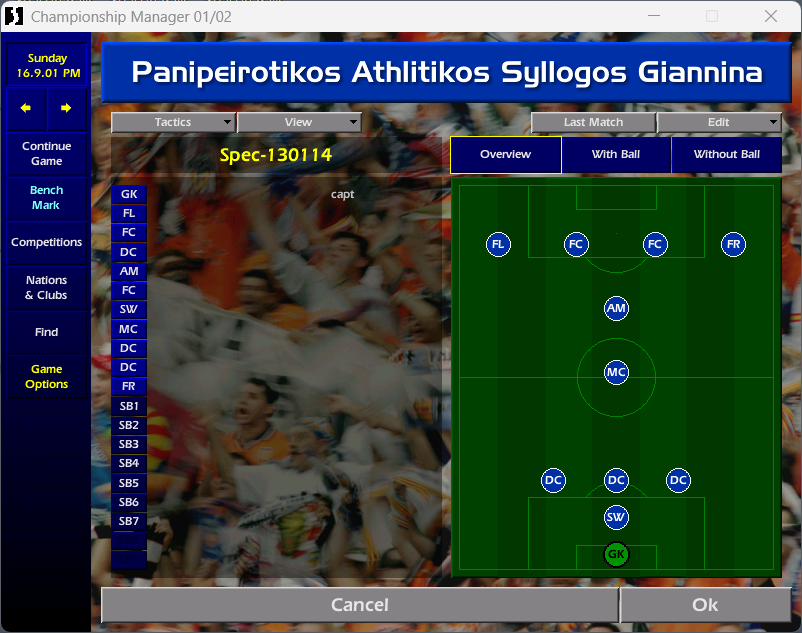 Championship Manager 01/02
Sunday
16.9.01 PM
Continue
Game
Bench
Mark
Competitions
Nations
& Clubs
Find
Game
Options
Panipeirotikos Athlitikos Syllogos Giannina
Tactics
View
Last Match
Edit
Spec-130114
Overview
With Ball
Without Ball
GK
capt
FL
FC
DC
AM
FC
SW
MC
DC
DC
FR
SB1
SB2
SB3
SB4
SB5
SB6
SB7
FL
FC
FC
FR
AM
MC
DC
DC
DC
SW
GK
Cancel
Ok